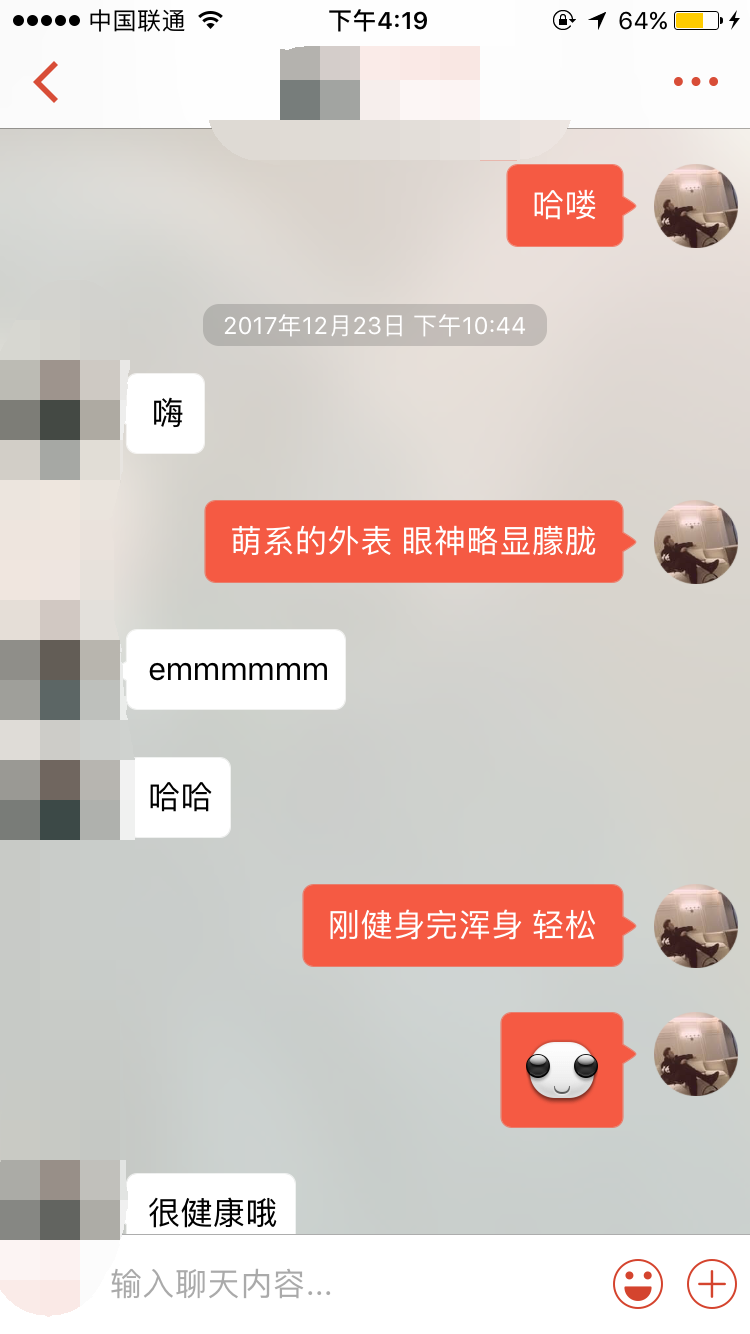 中国联通 下午4:19 64%
哈喽
2017年12月23日 下午10:44
嗨
萌系的外表 眼神略显朦胧
emmmmmm
哈哈
刚健身完浑身 轻松
很健康哦
输入聊天内容...